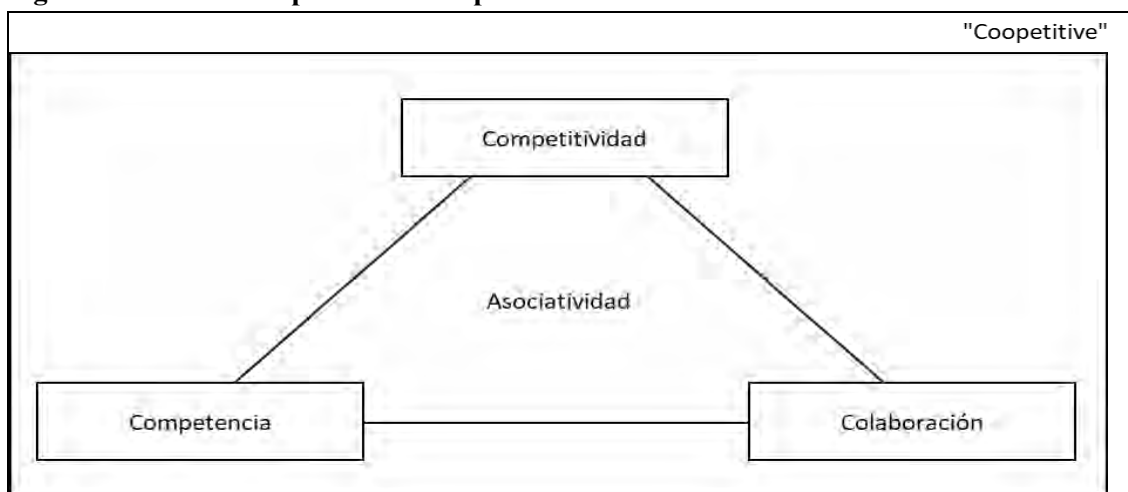 "Coopetitive"
Competitividad
Asociatividad
Competencia
Colaboración